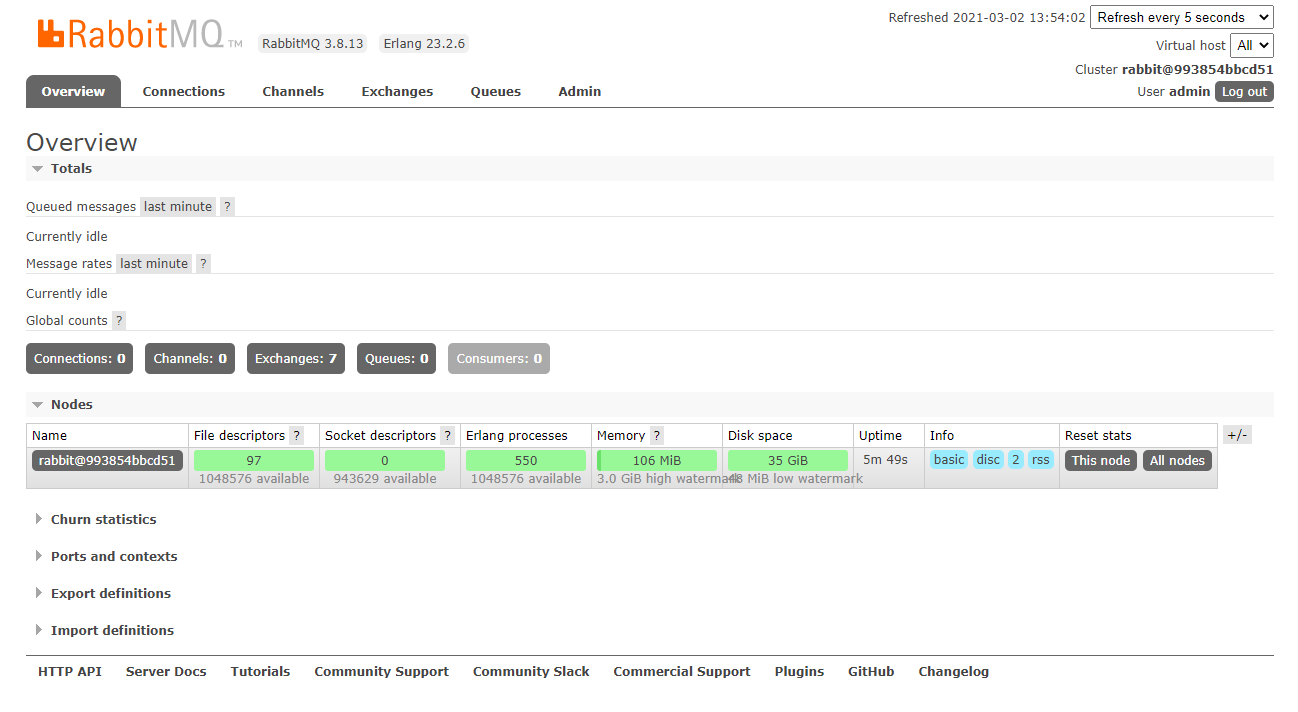 Refreshed 2021-03-02 13:54:02 Refresh every 5 seconds
RabbitMQ TM RabbitMQ 3.8.13 Erlang 23.2.6
Virtual host All
Cluster rabbit@993854bbcd51
User admin Log out
Overview Connections Channels Exchanges Queues Admin
Overview
Totals
Queued messages last minute ?
Currently idle
Message rates last minute ?
Currently idle
Global counts ?
Connections: 0 Channels: 0 Exchanges: 7 Queues: 0 Consumers: 0
Nodes
Name File descriptors ? Socket descriptors ? Erlang processes Memory ? Disk space Uptime Info Reset stats +/-
rabbit@993854bbcd51 97 0 550 106 MiB 35 GiB 5m 49s basic disc 2 rss This node All nodes
1048576 available 943629 available 1048576 available 3.0 GiB high watermark 48 MiB low watermark
Churn statistics
Ports and contexts
Export definitions
Import definitions
HTTP API Server Docs Tutorials Community Support Community Slack Commercial Support Plugins GitHub Changelog